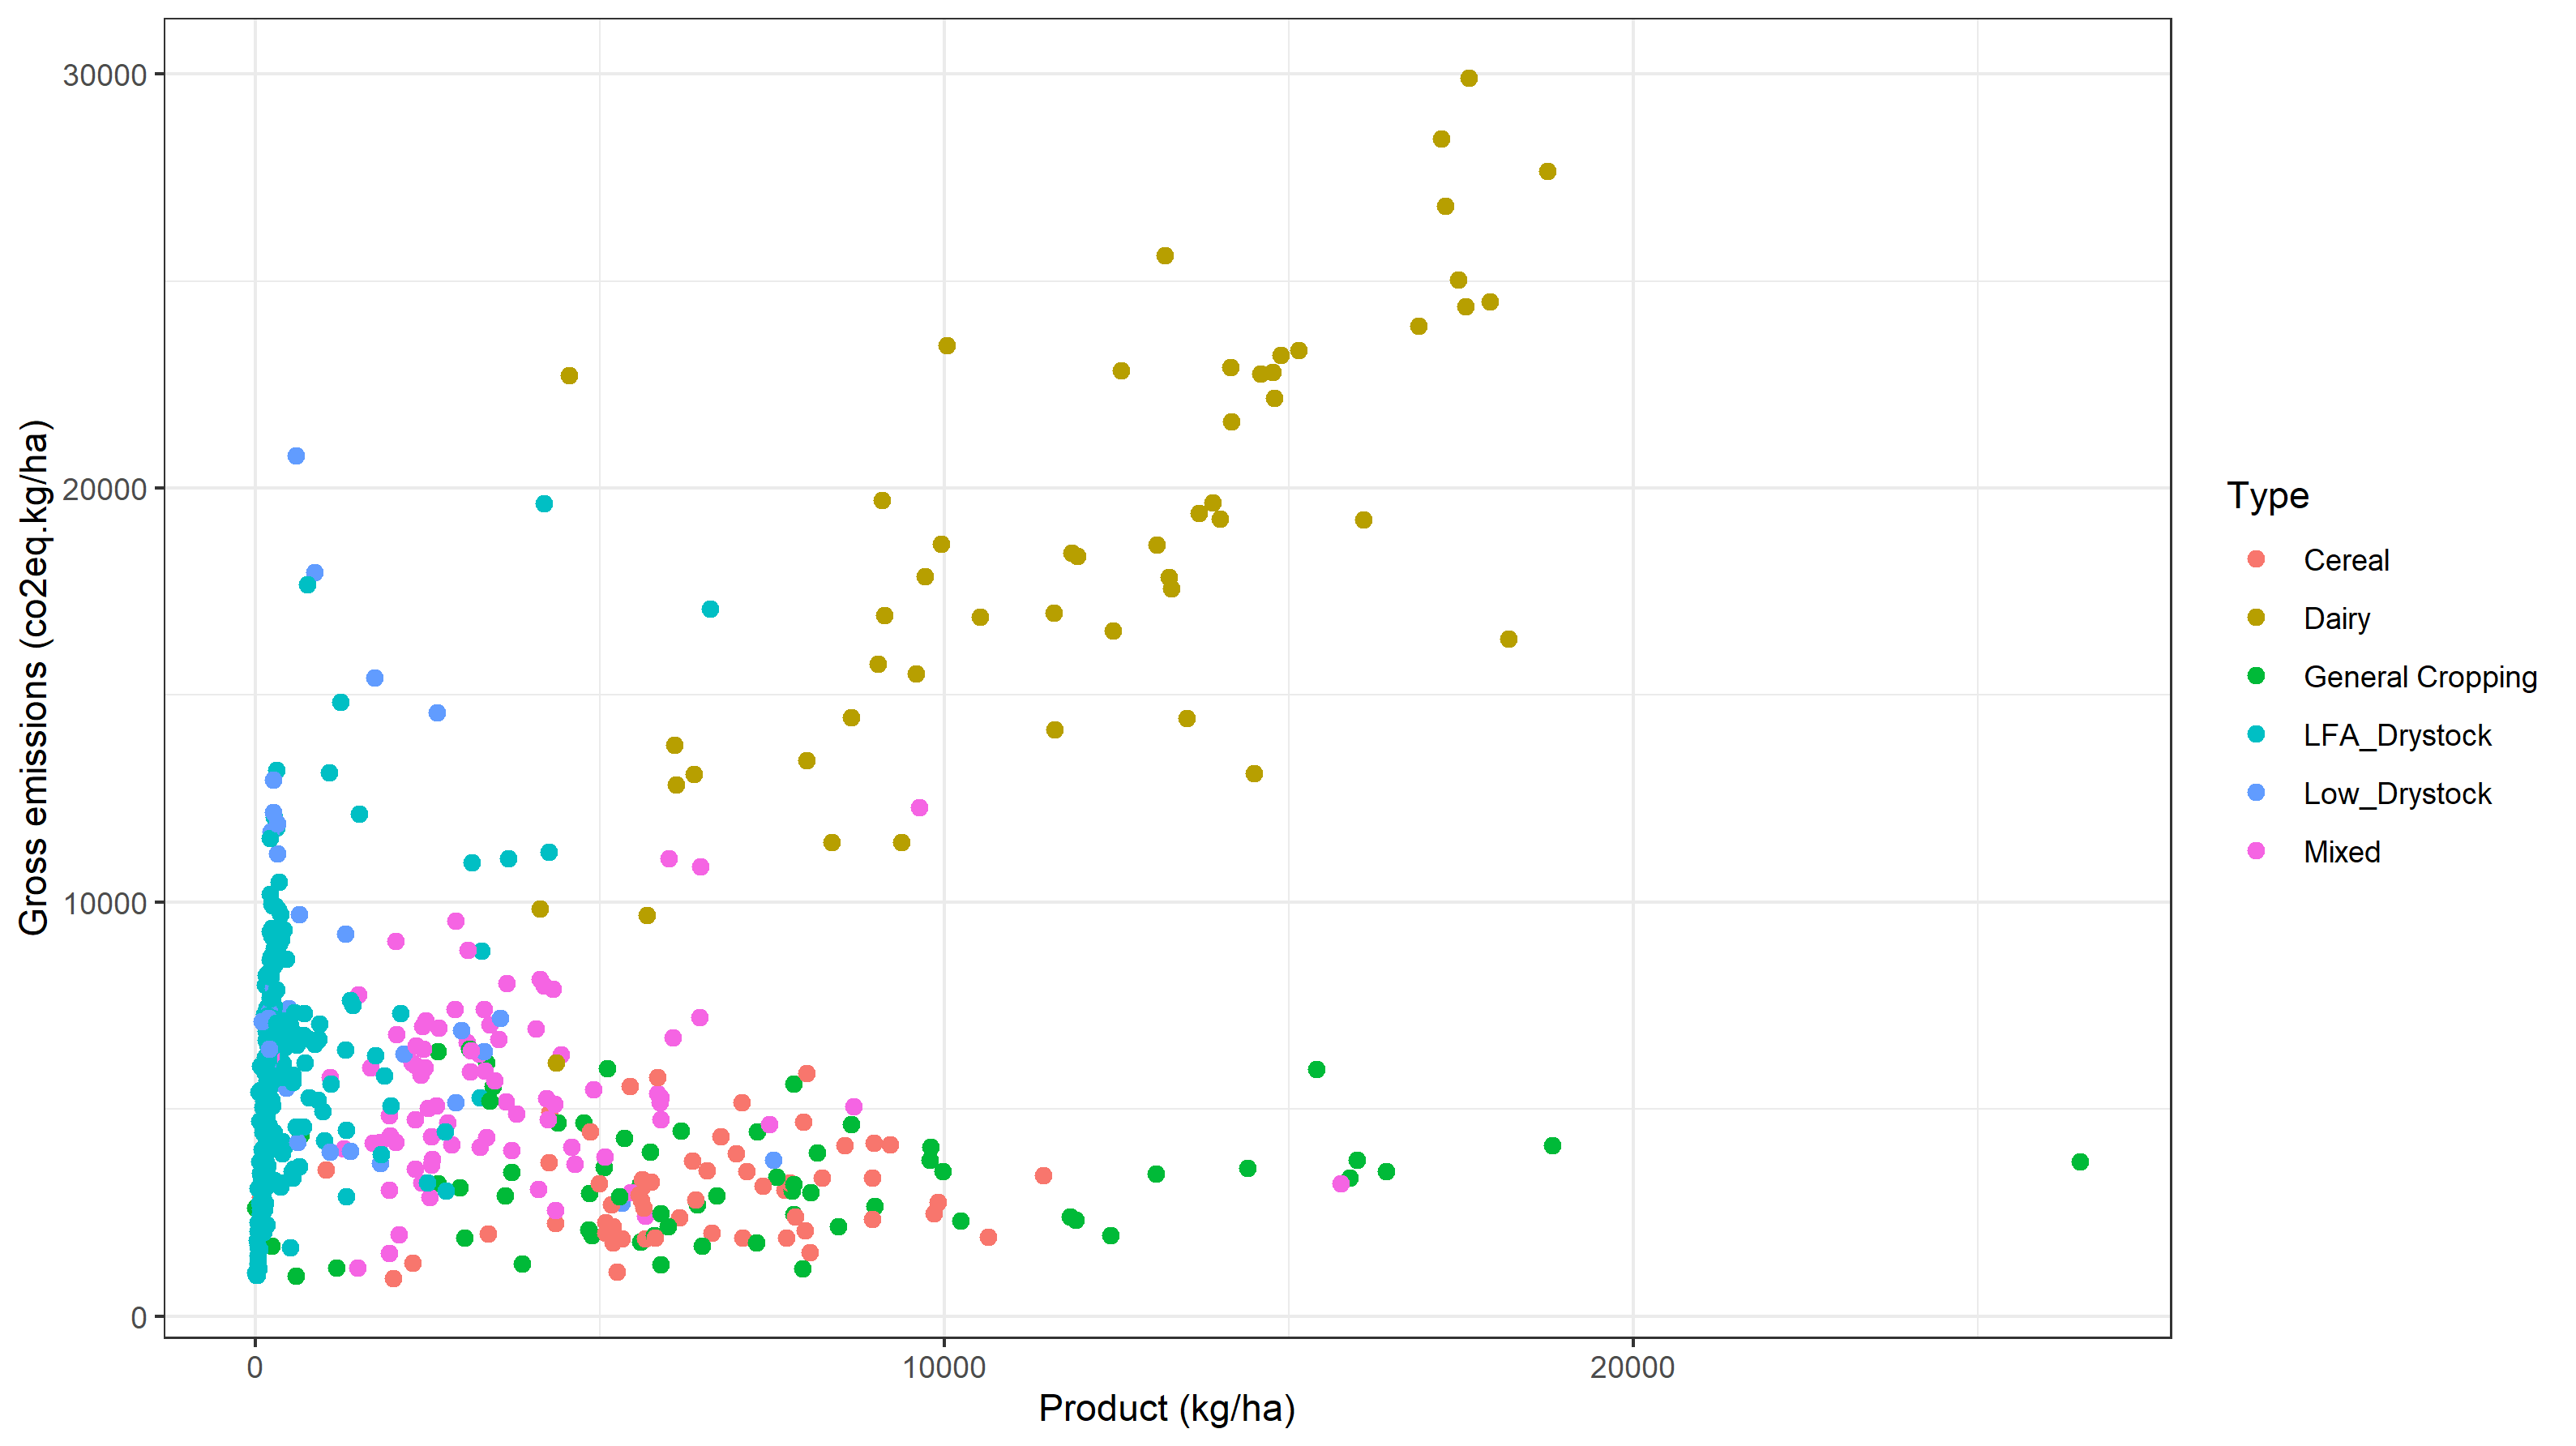 Gross emissions (co2eq.kg/ha)
30000
20000
10000
0
0
10000
20000
Product (kg/ha)
Type
Cereal
Dairy
General Cropping
LFA_Drystock
Low_Drystock
Mixed